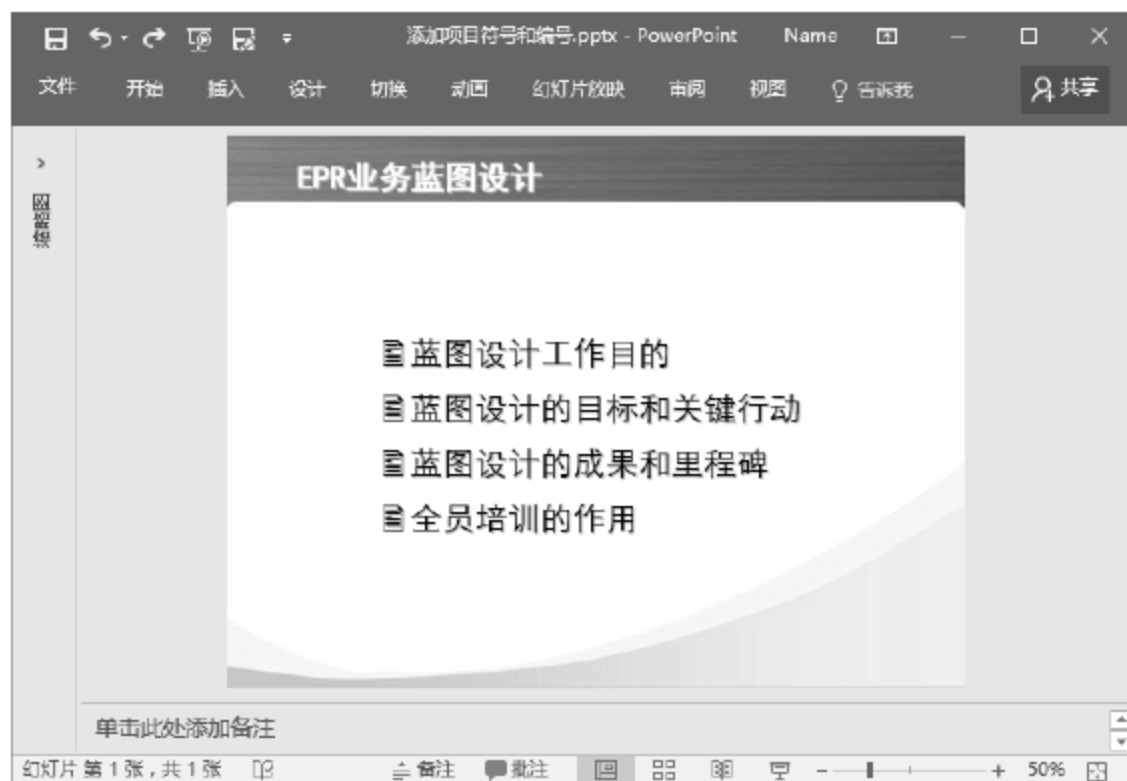 添加项目符号和编号.pptx - PowerPoint Name
文件 开始 插入 设计 切换 动画 幻灯片放映 审阅 视图 告诉我 共享
缩略图
EPR业务蓝图设计
蓝图设计工作目的
蓝图设计的目标和关键行动
蓝图设计的成果和里程碑
全员培训的作用
单击此处添加备注
幻灯片 第 1 张，共 1 张 备注 批注 50%